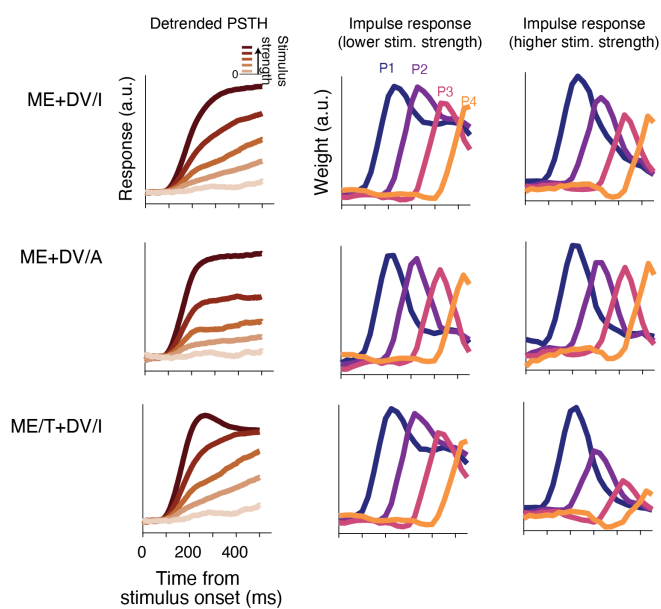 Detrended PSTH
Impulse response
(lower stim. strength)
Impulse response
(higher stim. strength)
Stimulus
strength
0
ME+DV/I
Response (a.u.)
Weight (a.u.)
P1
P2
P3
P4
ME+DV/A
ME/T+DV/I
0
200
400
Time from
stimulus onset (ms)